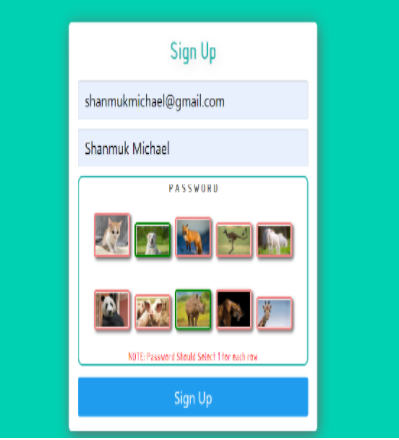 Sign Up
shanmukmichael@gmail.com
Shanmuk Michael
PASSWORD
NOTE: Password Should Select 1 for each row
Sign Up